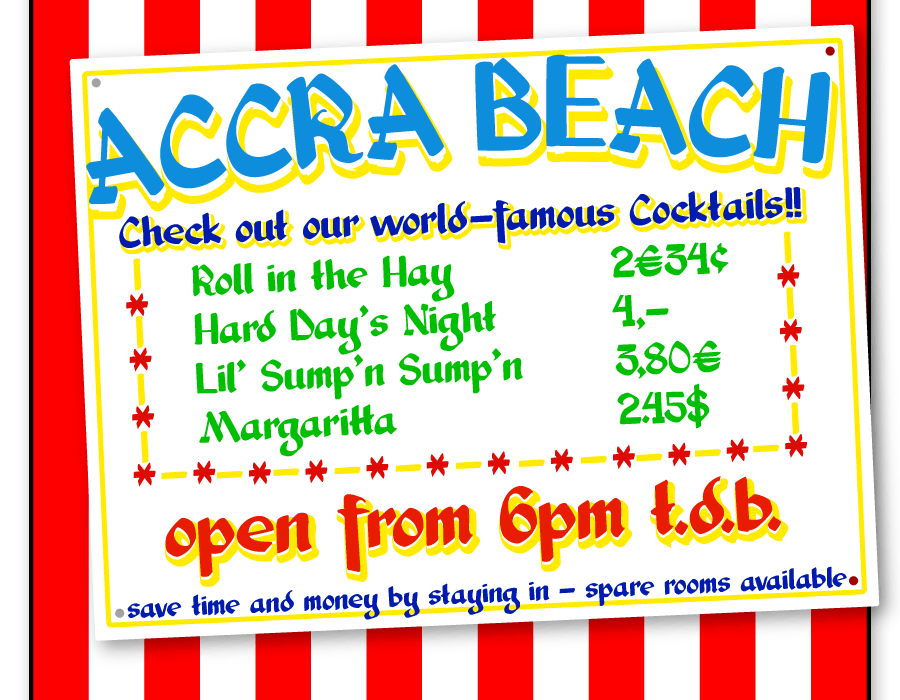 ACCRA BEACH
Check out our world-famous Cocktails!!
Roll in the Hay 2€34¢
Hard Day's Night 4,-
Lil' Sump'n Sump'n 3,80€
Margaritta 2.45$
open from 6pm t.d.b.
save time and money by staying in – spare rooms available